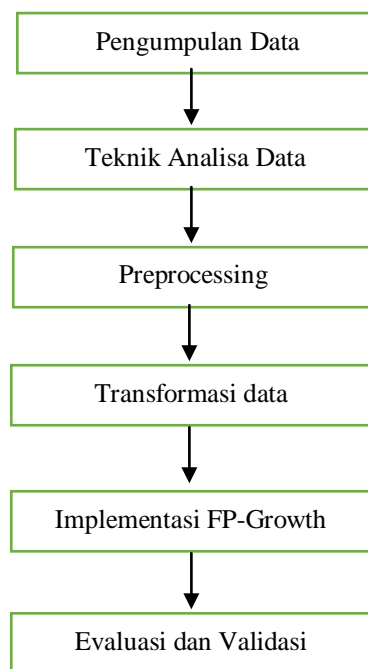 Pengumpulan Data
Teknik Analisa Data
Preprocessing
Transformasi data
Implementasi FP-Growth
Evaluasi dan Validasi